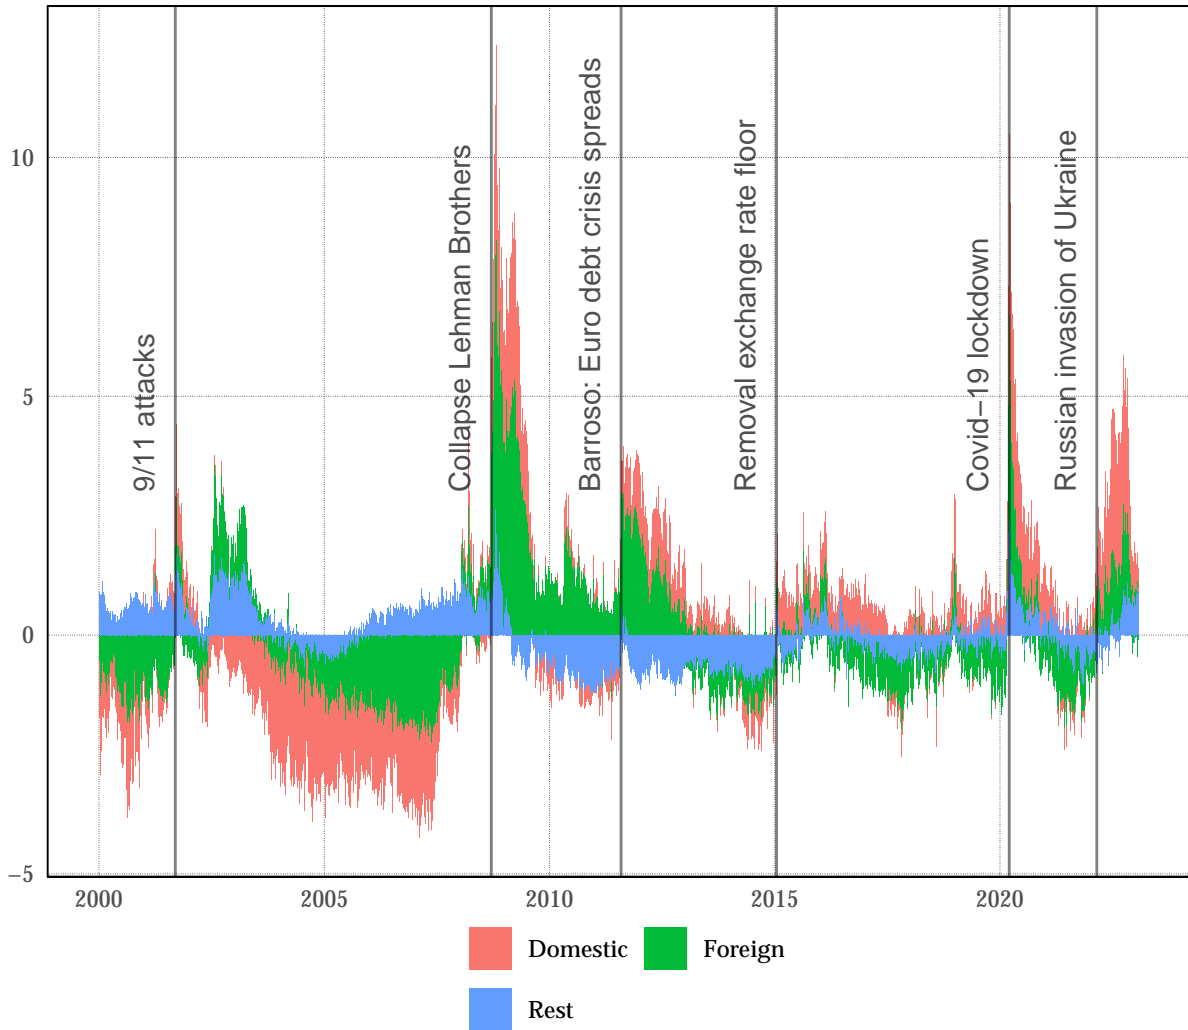 10
5
0
−5
9/11 attacks
Collapse Lehman Brothers
Barroso: Euro debt crisis spreads
Removal exchange rate floor
Covid−19 lockdown
Russian invasion of Ukraine
2000 2005 2010 2015 2020
Domestic Foreign
Rest